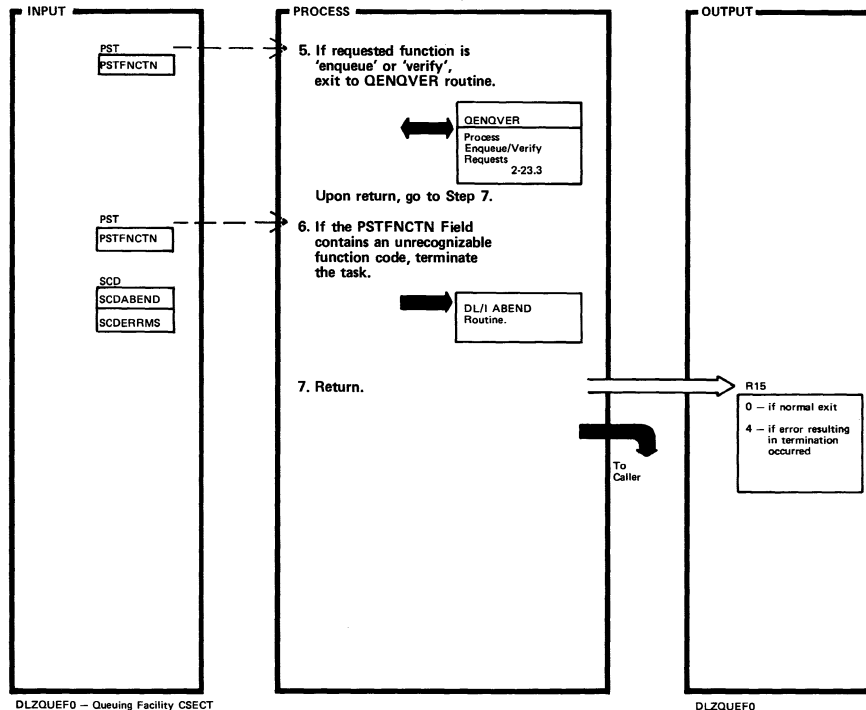 INPUT
PROCESS
OUTPUT
PST
PSTFNCTN
5. If requested function is
'enqueue' or 'verify',
exit to QENQVER routine.
QENQVER
Process
Enqueue/Verify
Requests
2-23.3
Upon return, go to Step 7.
PST
PSTFNCTN
6. If the PSTFNCTN Field
contains an unrecognizable
function code, terminate
the task.
SCD
SCDABEND
SCDERRMS
DL/I ABEND
Routine.
7. Return.
R15
0 — if normal exit
4 — if error resulting
in termination
occurred
To
Caller
DLZQUEF0 — Queuing Facility CSECT
DLZQUEF0